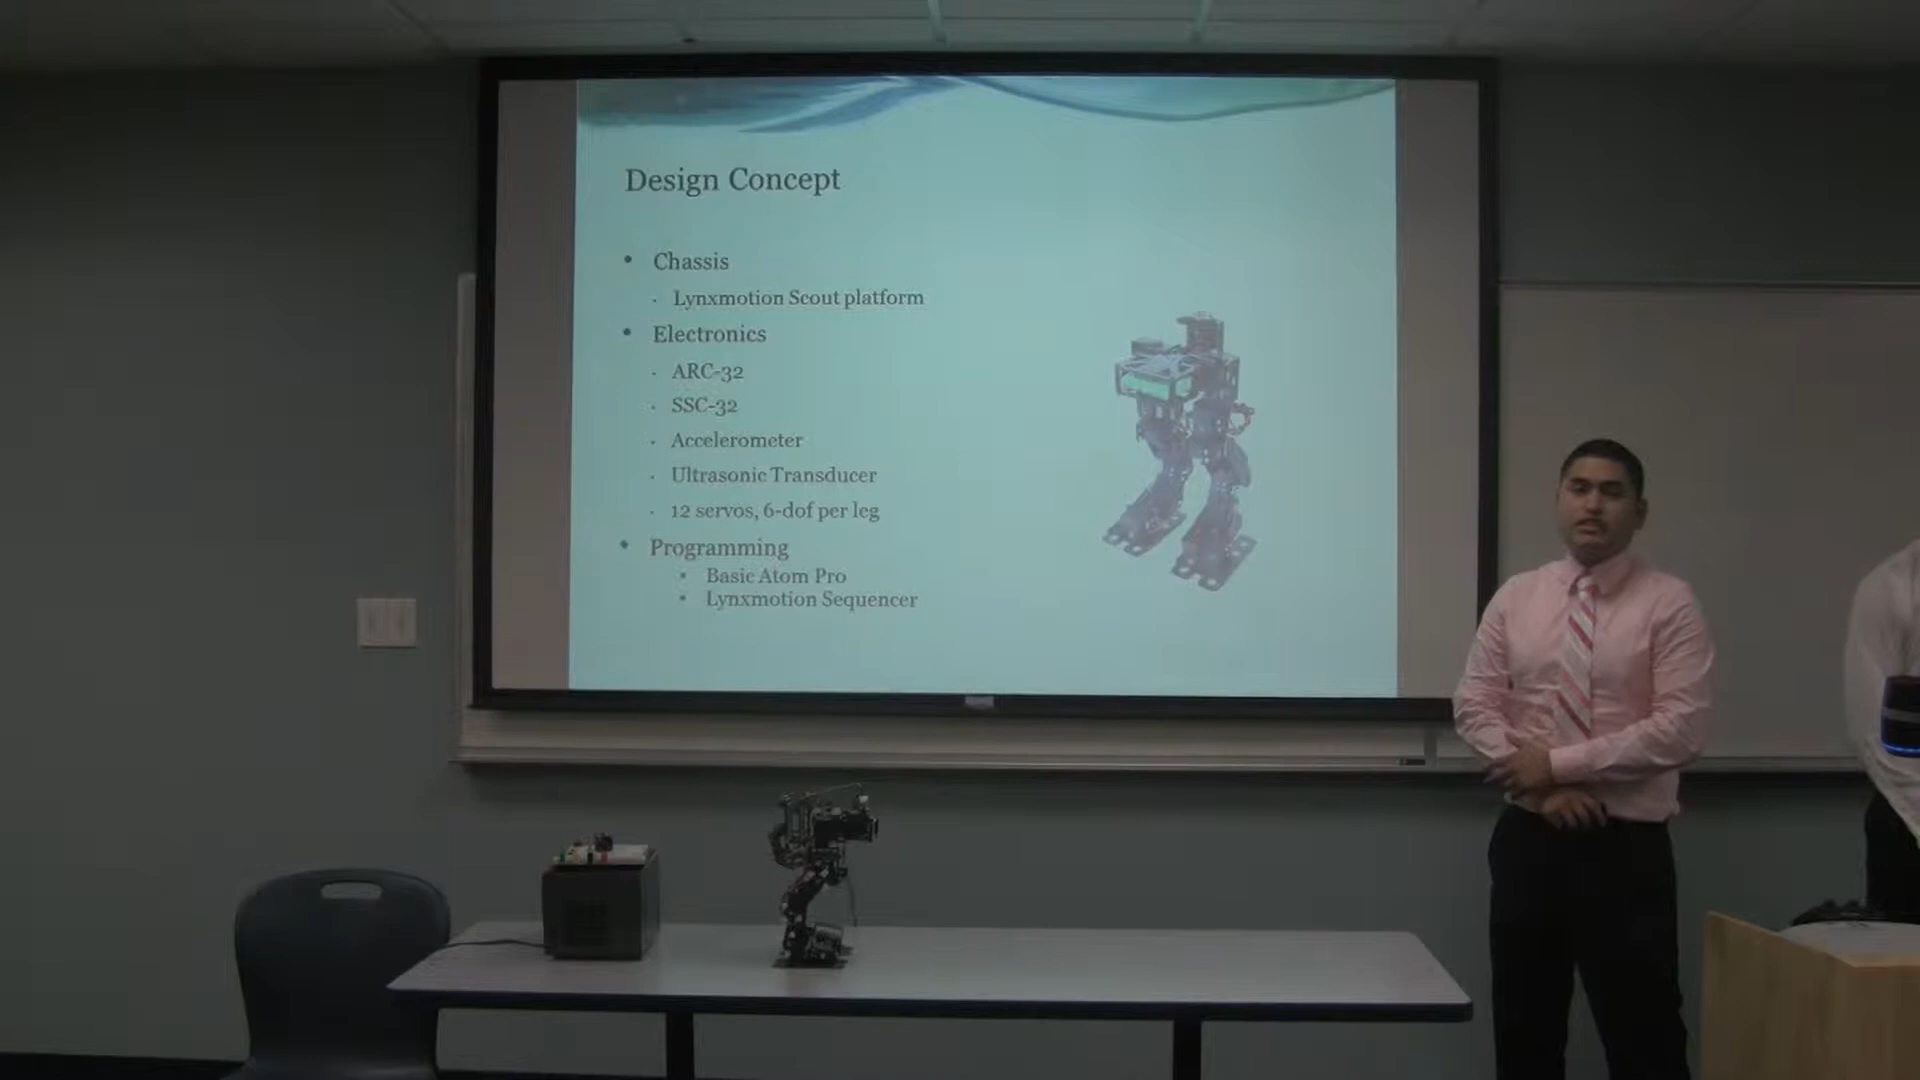 Design Concept
• Chassis
· Lynxmotion Scout platform
• Electronics
· ARC-32
· SSC-32
· Accelerometer
· Ultrasonic Transducer
· 12 servos, 6-dof per leg
• Programming
• Basic Atom Pro
• Lynxmotion Sequencer